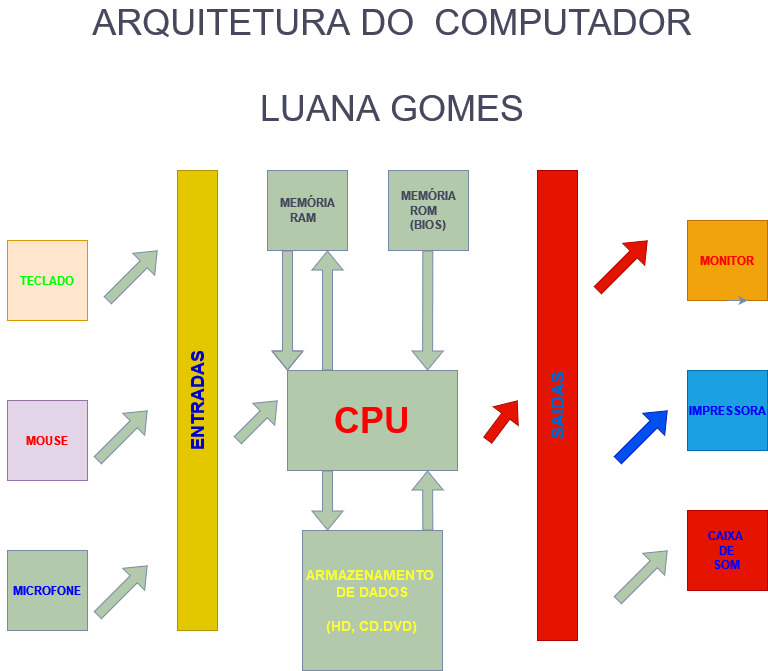 ARQUITETURA DO COMPUTADOR
LUANA GOMES
MEMÓRIA
RAM
MEMÓRIA
ROM
(BIOS)
TECLADO
MONITOR
ENTRADAS
CPU
SAIDAS
IMPRESSORA
MOUSE
CAIXA
DE
SOM
MICROFONE
ARMAZENAMENTO
DE DADOS
(HD, CD.DVD)